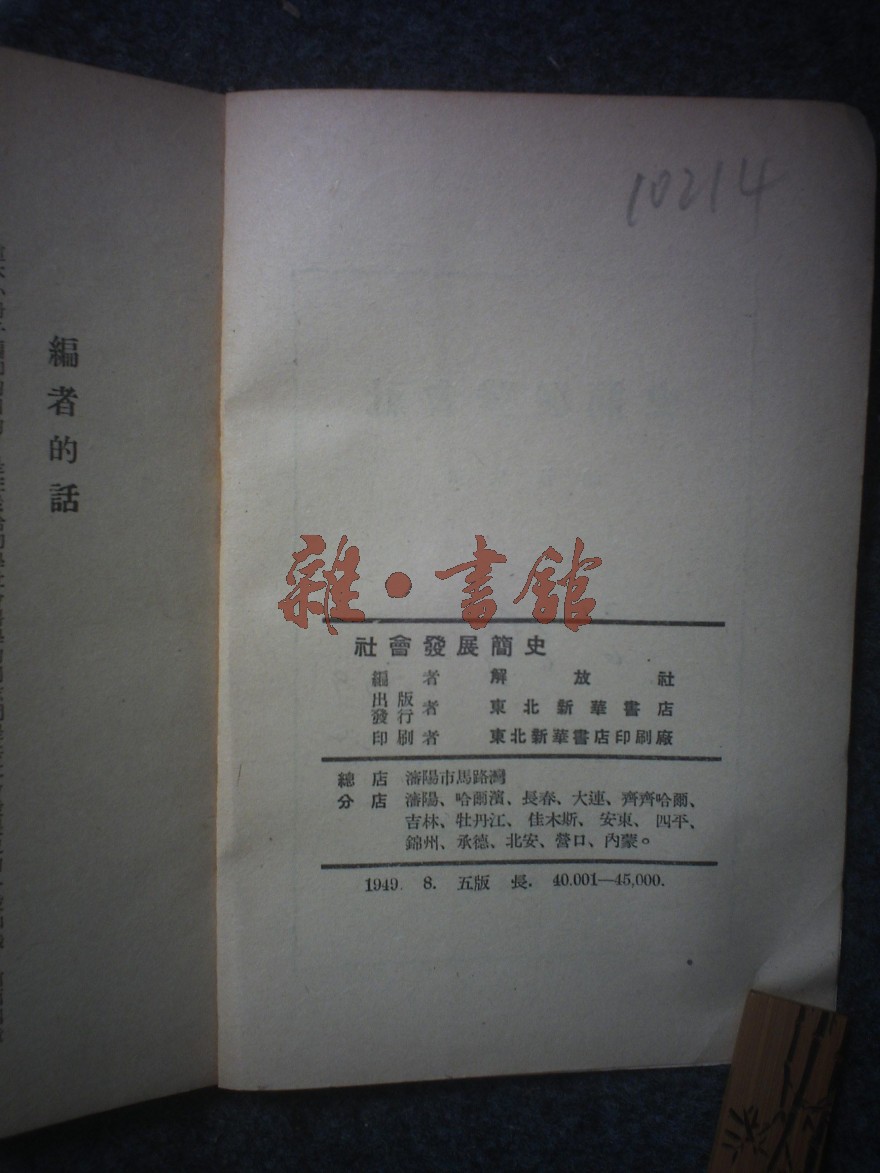 10214
編者的話
雜·書館
社會發展簡史
編者 解放社
出版
發行者 東北新華書店
印刷者 東北新華書店印刷廠
總店 瀋陽市馬路灣
分店 瀋陽、哈爾濱、長春、大連、齊齊哈爾、
吉林、牡丹江、佳木斯、安東、四平、
錦州、承德、北安、營口、內蒙。
1949. 8. 五版 長. 40.001—45,000.